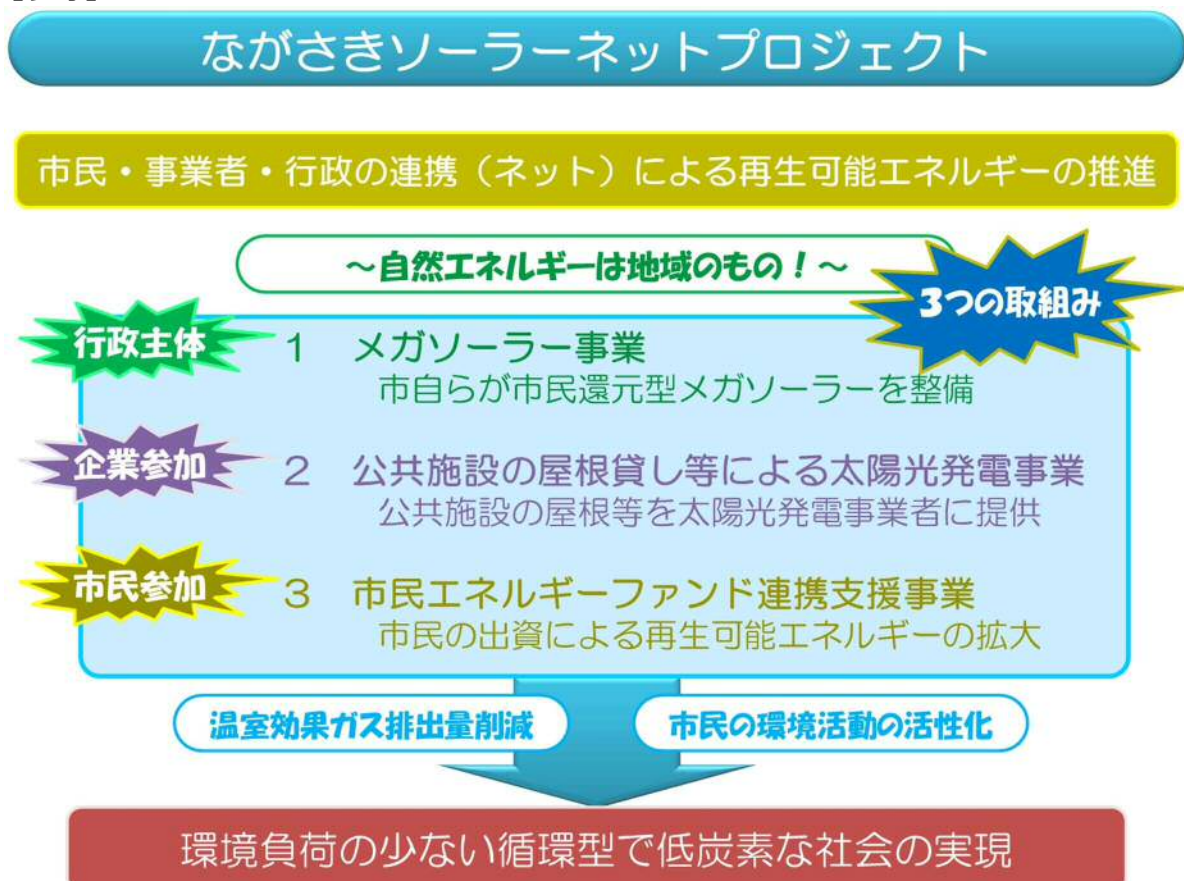 ながさきソーラーネットプロジェクト
市民・事業者・行政の連携（ネット）による再生可能エネルギーの推進
～自然エネルギーは地域のもの！～
3つの取組み
行政主体
１ メガソーラー事業
市自らが市民還元型メガソーラーを整備
企業参加
２ 公共施設の屋根貸し等による太陽光発電事業
公共施設の屋根等を太陽光発電事業者に提供
市民参加
３ 市民エネルギーファンド連携支援事業
市民の出資による再生可能エネルギーの拡大
温室効果ガス排出量削減
市民の環境活動の活性化
環境負荷の少ない循環型で低炭素な社会の実現